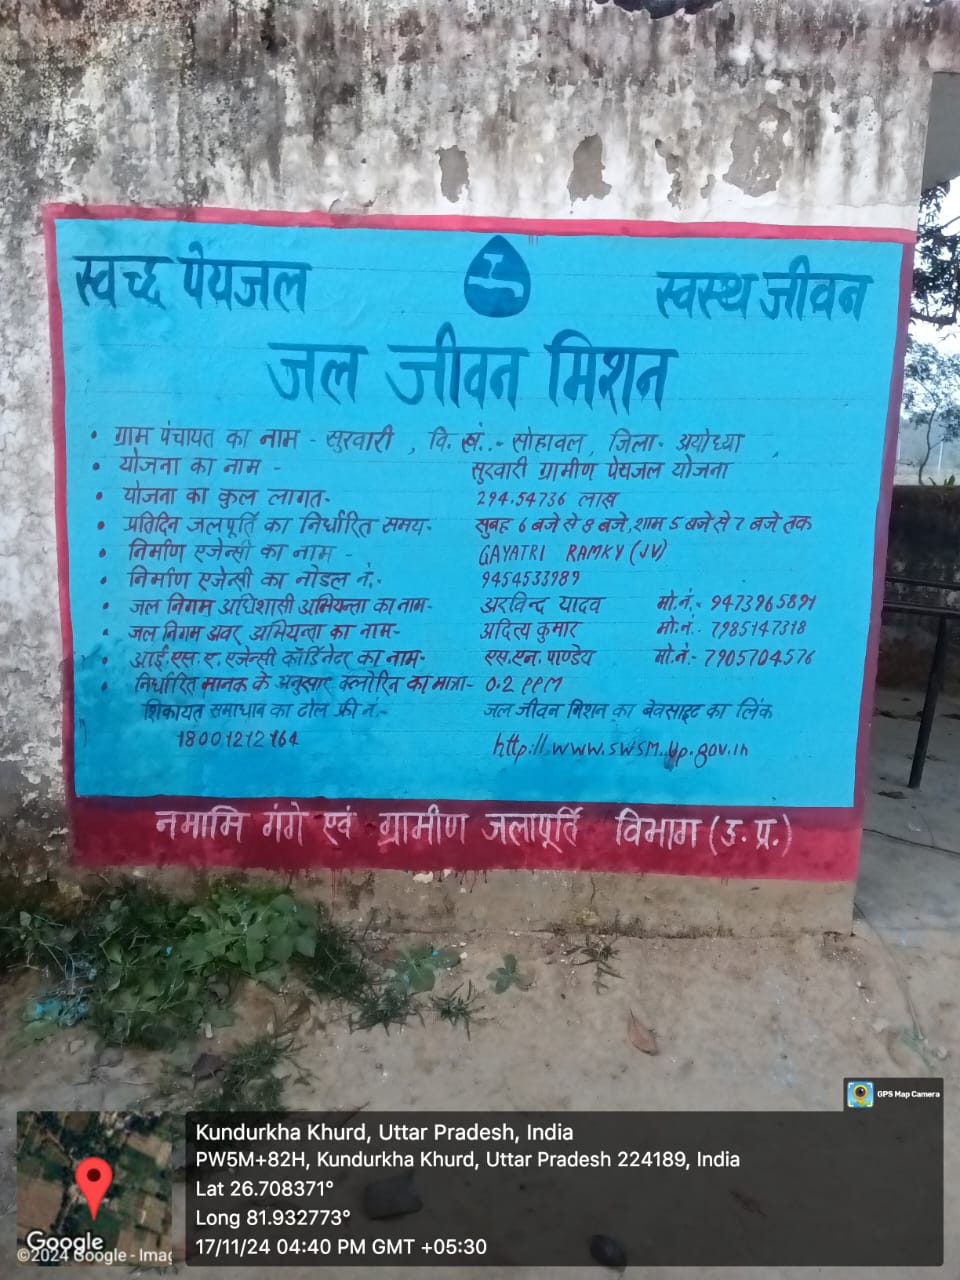 स्वच्छ पेयजल
स्वस्थ जीवन
जल जीवन मिशन
• ग्राम पंचायत का नाम - सुरवारी , वि. खं.- सोहावल, जिला- अयोध्या
• योजना का नाम - सुरवारी ग्रामीण पेयजल योजना
• योजना का कुल लागत- 294.54736 लाख
• प्रतिदिन जलपूर्ति का निर्धारित समय- सुबह 6 बजे से 8 बजे, शाम 5 बजे से 7 बजे तक
• निर्माण एजेन्सी का नाम - GAYATRI RAMKY (JV)
• निर्माण एजेन्सी का नोडल नं.- 9454533989
• जल निगम अधिशासी अभियन्ता का नाम- अरविन्द यादव मो.नं.- 9473965891
• जल निगम अवर अभियन्ता का नाम- अदित्य कुमार मो.नं- 7985147318
• आई.एस.ए. एजेन्सी कॉर्डिनेटर का नाम- एस.एन. पाण्डेय मो.नं- 7905704576
• निर्धारित मानक के अनुसार क्लोरिन का मात्रा- 0.2 PPM
शिकायत समाधान का टोल फ्री नं.- जल जीवन मिशन का बेवसाइट का लिंक
18001212164 http://www.swsm.up.gov.in
नमामि गंगे एवं ग्रामीण जलापूर्ति विभाग (उ. प्र.)
GPS Map Camera
Kundurkha Khurd, Uttar Pradesh, India
PW5M+82H, Kundurkha Khurd, Uttar Pradesh 224189, India
Lat 26.708371°
Long 81.932773°
17/11/24 04:40 PM GMT +05:30
Google
©2024 Google - Imag